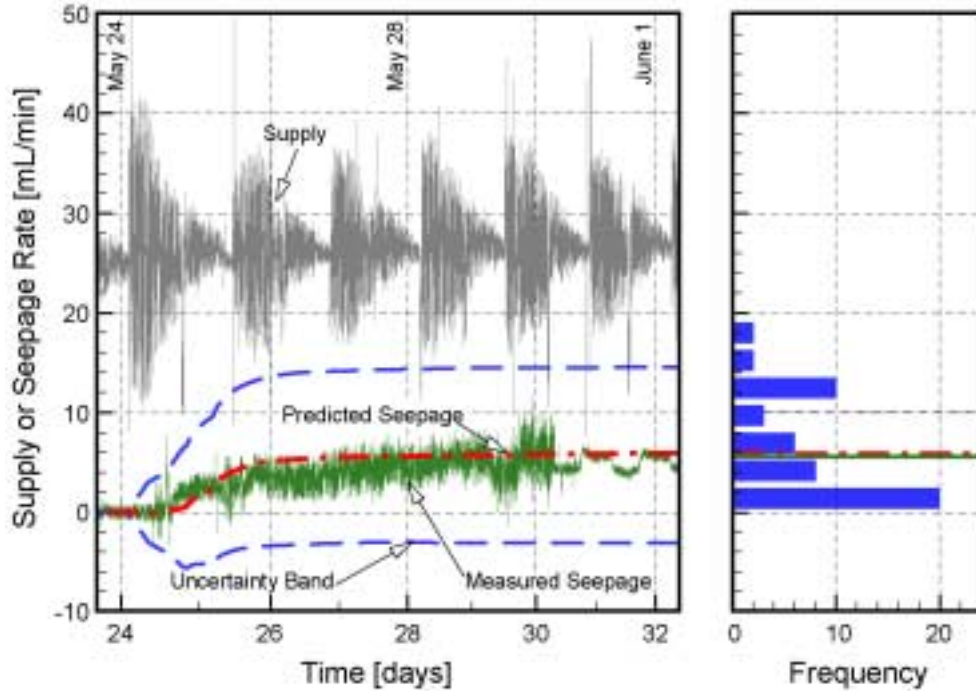 May 24
May 28
June 1
Supply or Seepage Rate [mL/min]
50
40
30
20
10
0
-10
Supply
Predicted Seepage
Uncertainty Band
Measured Seepage
24
26
28
30
32
Time [days]
0
10
20
Frequency